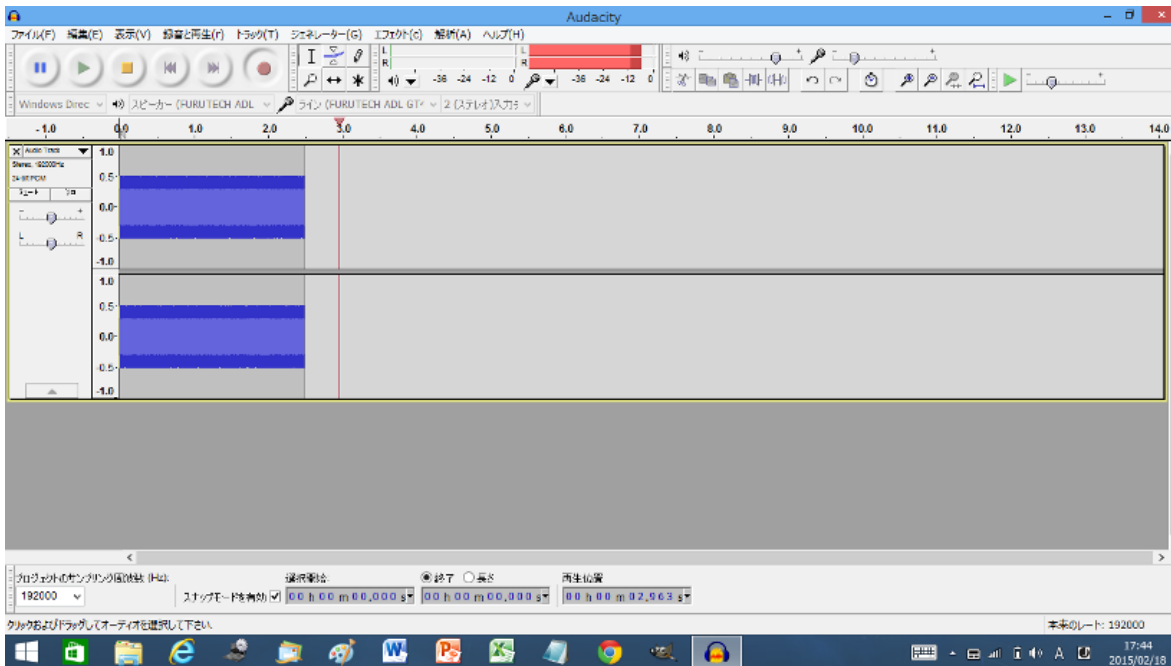 Audacity
ファイル(F) 編集(E) 表示(V) 録音と再生(r) トラック(T) ジェネレーター(G) エフェクト(c) 解析(A) ヘルプ(H)
L
R
L
R
-36 -24 -12 0
-36 -24 -12 0
Windows Direc スピーカー (FURUTECH ADL ライン (FURUTECH ADL GT 2 (ステレオ)入力
- 1.0 0.0 1.0 2.0 3.0 4.0 5.0 6.0 7.0 8.0 9.0 10.0 11.0 12.0 13.0 14.0
X Audio Track
Stereo, 192000Hz
24-bit PCM
ミュート ソロ
- +
L R
1.0
0.5
0.0
-0.5
-1.0
1.0
0.5
0.0
-0.5
-1.0
プロジェクトのサンプリング周波数 (Hz): 選択開始: 終了 長さ 再生位置
192000 スナップモードを有効 00 h 00 m 00,000 s 00 h 00 m 00,000 s 00 h 00 m 02,963 s
クリックおよびドラッグしてオーディオを選択して下さい. 本来のレート: 192000
A
17:44
2015/02/18